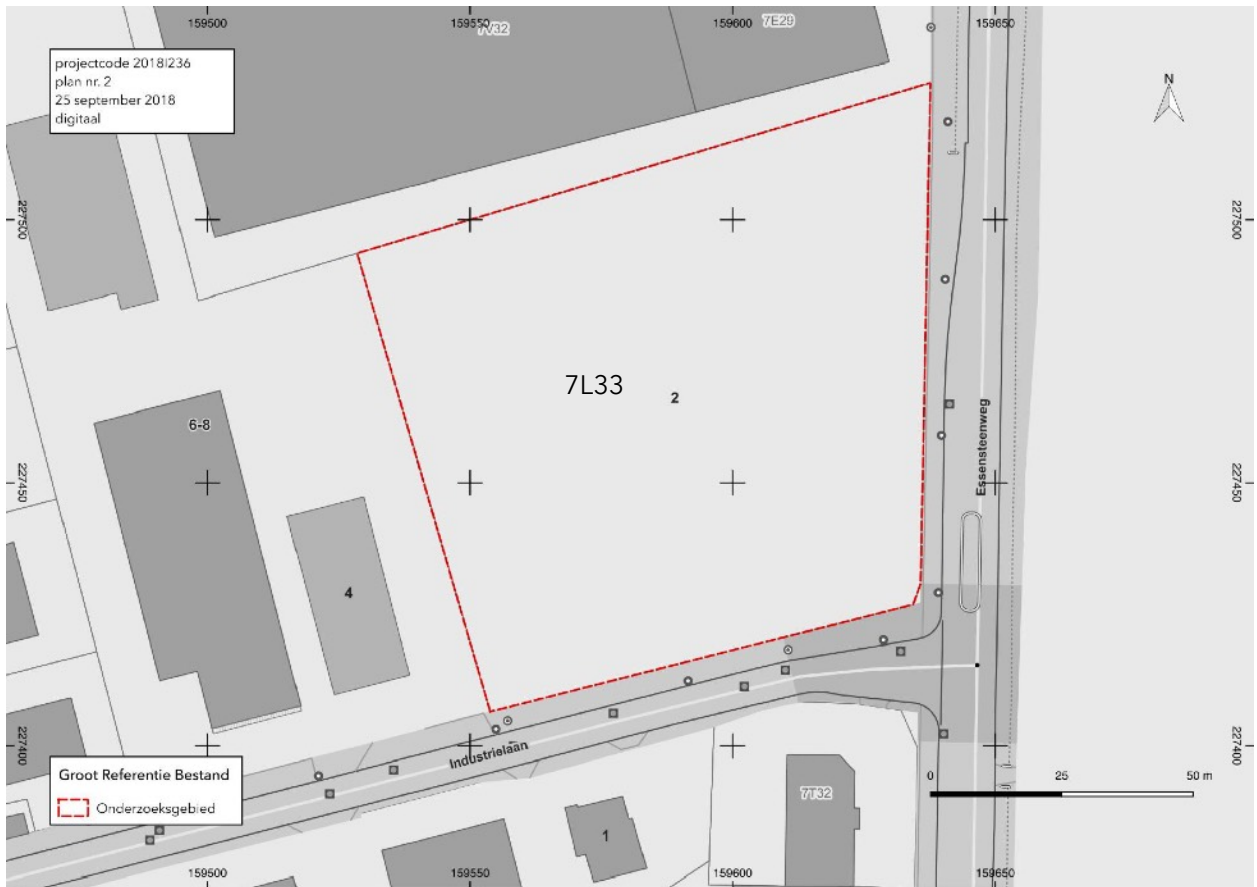 159500
159550
159600
159650
7V32
7E29
projectcode 2018I236
plan nr. 2
25 september 2018
digitaal
N
227500
227500
7L33
2
6-8
Essensteenweg
227450
227450
4
Industrielaan
227400
227400
Groot Referentie Bestand
Onderzoeksgebied
0
25
50 m
7T32
1
159500
159550
159600
159650